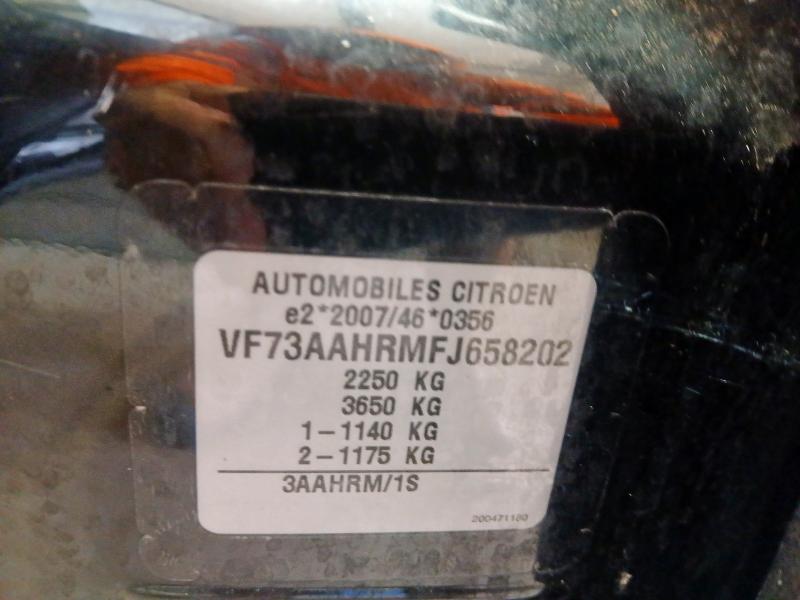 AUTOMOBILES CITROEN
e2*2007/46*0356
VF73AAHRMFJ658202
2250 KG
3650 KG
1-1140 KG
2-1175 KG
3AAHRM/1S
200471180